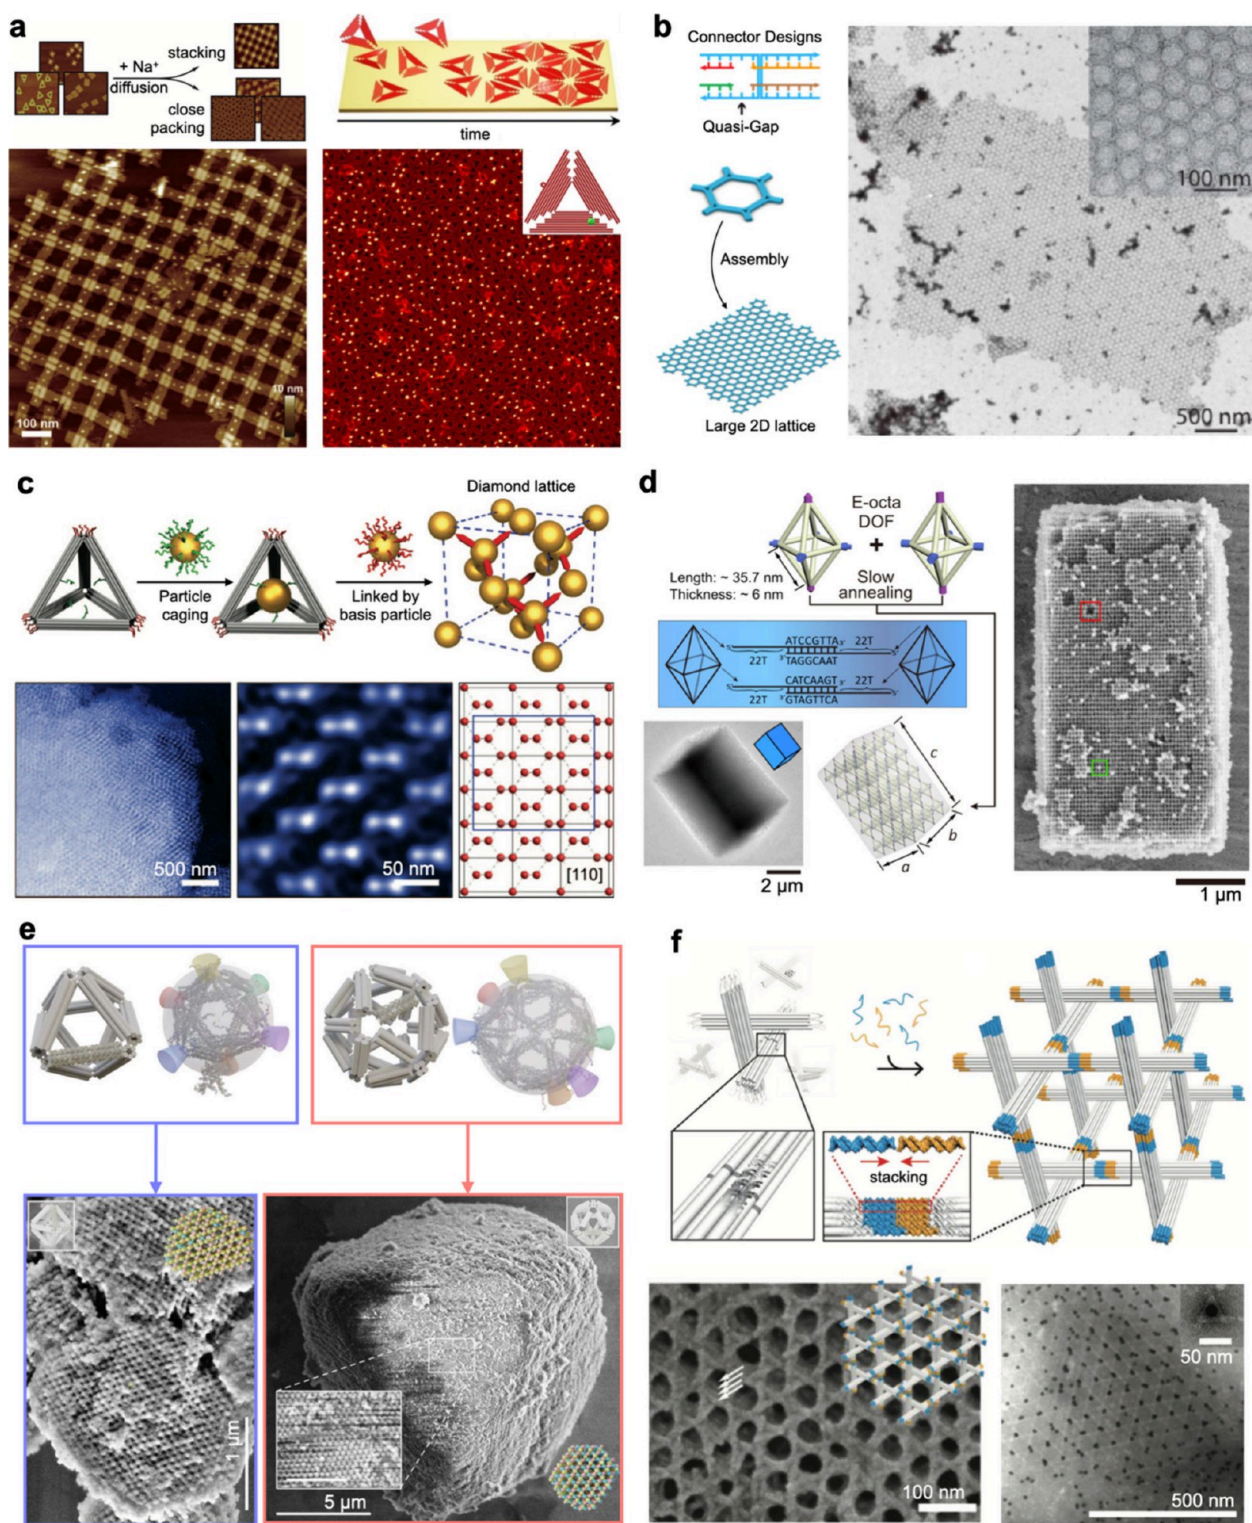 a
+ Na⁺
diffusion
stacking
close
packing
time
10 nm
100 nm
b
Connector Designs
Quasi-Gap
Assembly
Large 2D lattice
100 nm
500 nm
c
Particle
caging
Linked by
basis particle
Diamond lattice
500 nm
50 nm
[110]
d
E-octa
DOF
+
Length: ~ 35.7 nm
Thickness: ~ 6 nm
Slow
annealing
ATCCGTTA 3' 22T
22T TAGGCAAT
CATCAAGT 3' 22T
22T 3' GTAGTTCA
2 μm
a
b
c
1 μm
e
1 μm
5 μm
f
stacking
100 nm
50 nm
500 nm